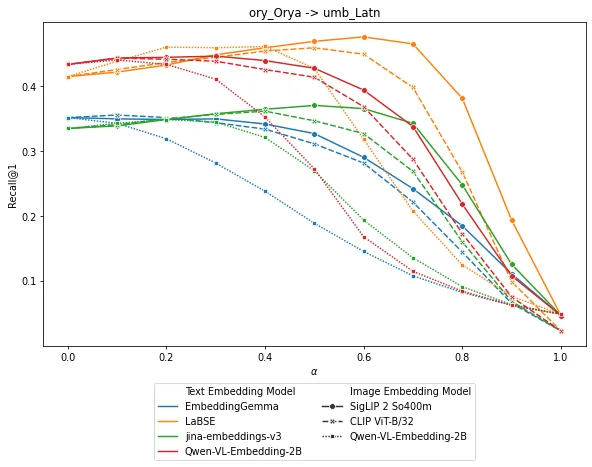 ory_Orya -> umb_Latn
Recall@1
0.4
0.3
0.2
0.1
0.0 0.2 0.4 0.6 0.8 1.0
α
Text Embedding Model Image Embedding Model
EmbeddingGemma SigLIP 2 So400m
LaBSE CLIP ViT-B/32
jina-embeddings-v3 Qwen-VL-Embedding-2B
Qwen-VL-Embedding-2B